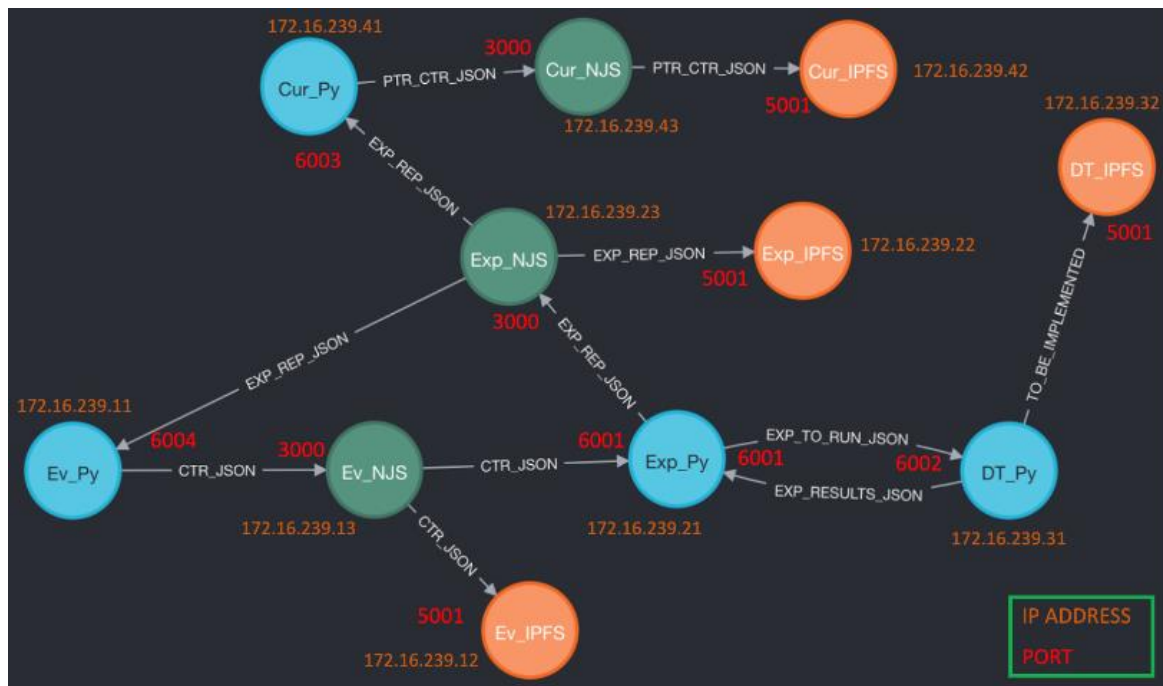 172.16.239.41
3000
Cur_NJS
Cur_IPFS
172.16.239.42
Cur_Py
PTR_CTR_JSON
PTR_CTR_JSON
5001
172.16.239.43
172.16.239.32
6003
EXP_REP_JSON
DT_IPFS
172.16.239.23
5001
Exp_NJS
EXP_REP_JSON
Exp_IPFS
172.16.239.22
5001
3000
EXP_REP_JSON
EXP_REP_JSON
TO_BE_IMPLEMENTED
172.16.239.11
6004
3000
6001
EXP_TO_RUN_JSON
6001
6002
Ev_Py
CTR_JSON
Ev_NJS
CTR_JSON
Exp_Py
DT_Py
EXP_RESULTS_JSON
172.16.239.13
CTR_JSON
172.16.239.21
172.16.239.31
5001
Ev_IPFS
172.16.239.12
IP ADDRESS
PORT